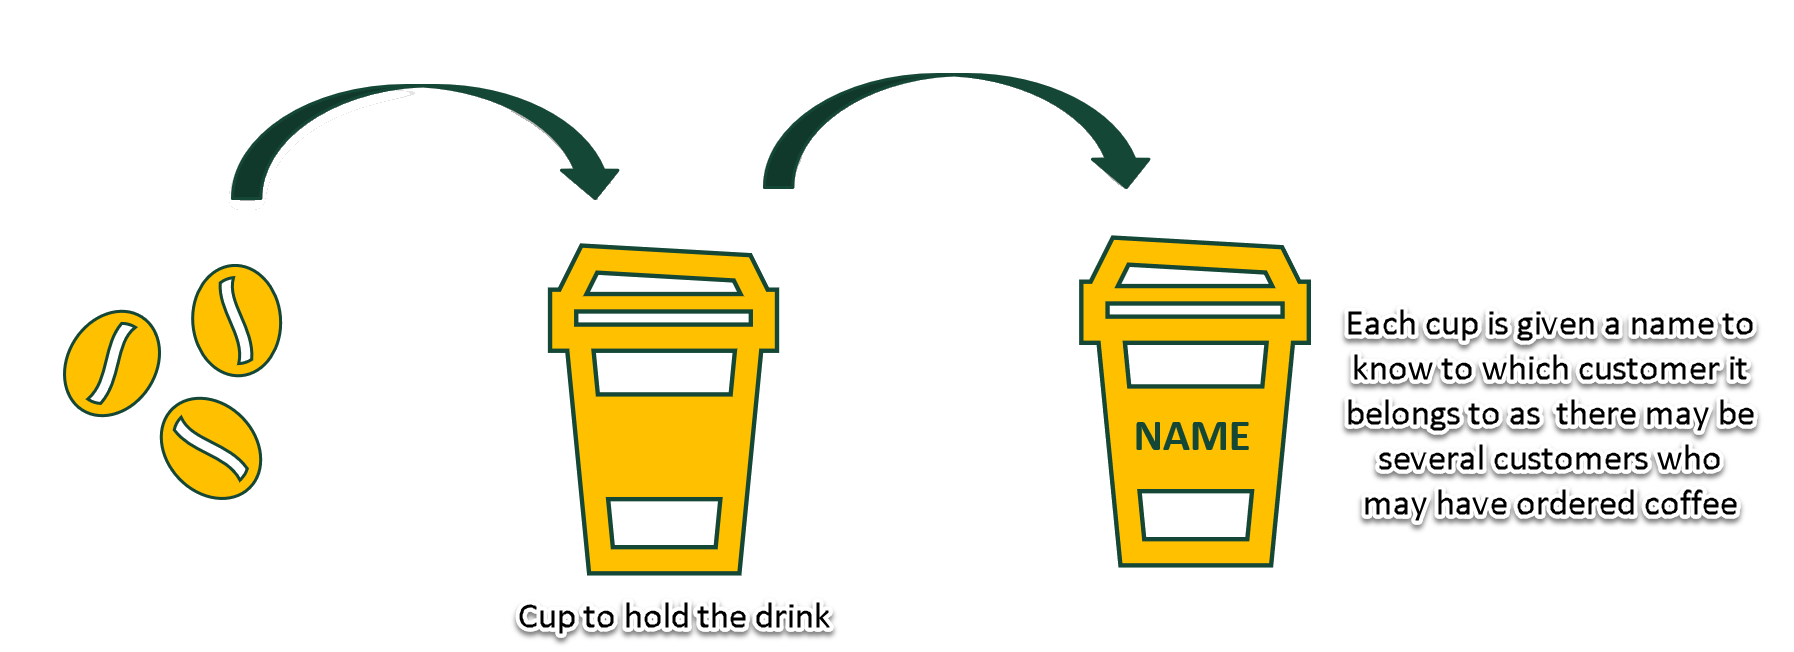 Each cup is given a name to
know to which customer it
belongs to as  there may be
NAME
several customers who
may have ordered coffee
Cup to hold the drink